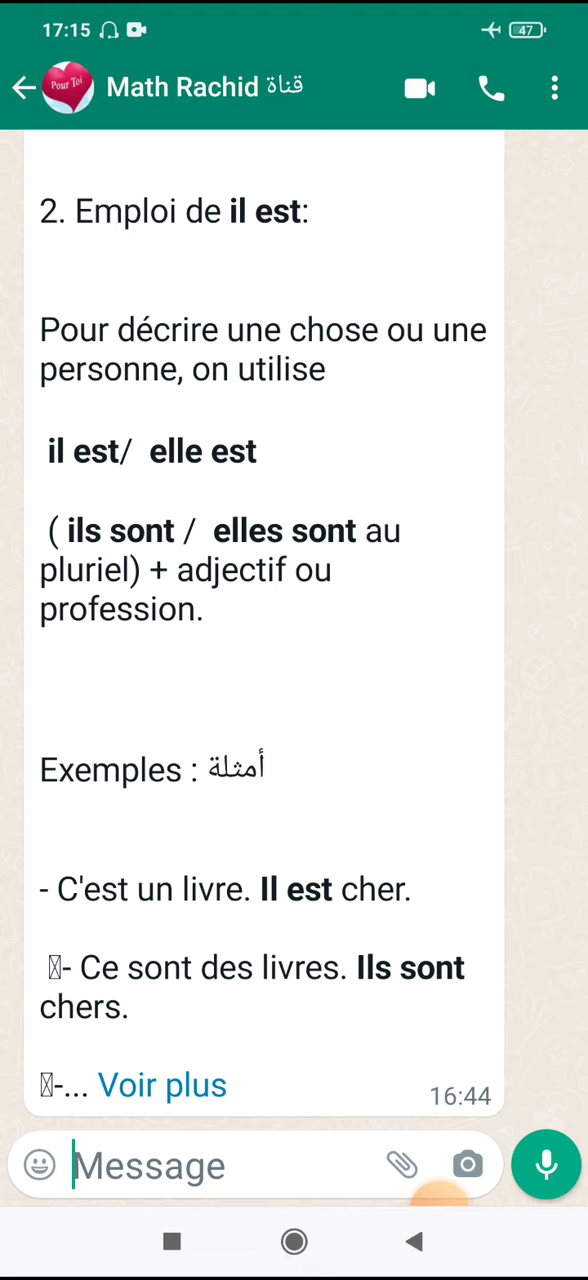 17:15
47
Pour Toi
Math Rachid قناة
2. Emploi de il est:
Pour décrire une chose ou une
personne, on utilise
il est/ elle est
( ils sont / elles sont au
pluriel) + adjectif ou
profession.
Exemples : أمثلة
- C'est un livre. Il est cher.
- Ce sont des livres. Ils sont
chers.
-... Voir plus
16:44
Message